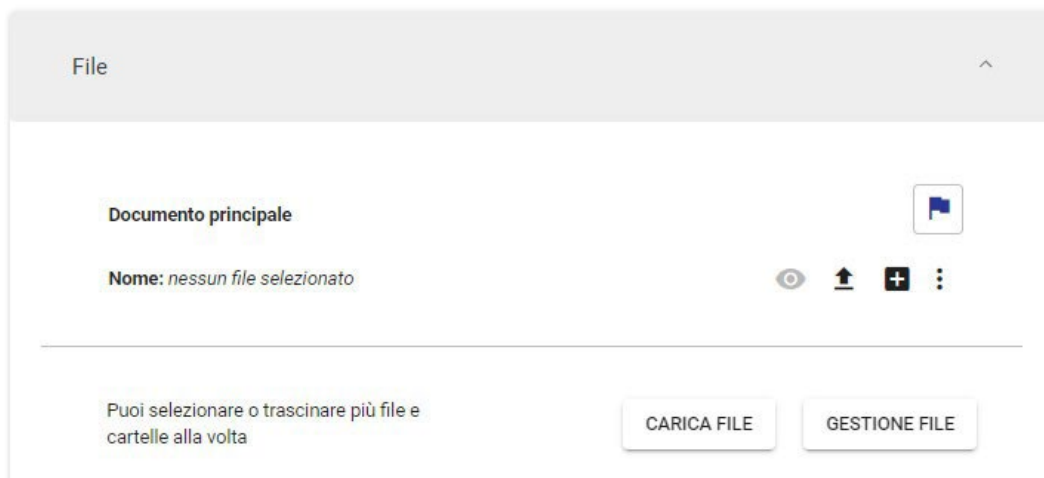 File
Documento principale
Nome: nessun file selezionato
Puoi selezionare o trascinare più file e
cartelle alla volta
CARICA FILE
GESTIONE FILE